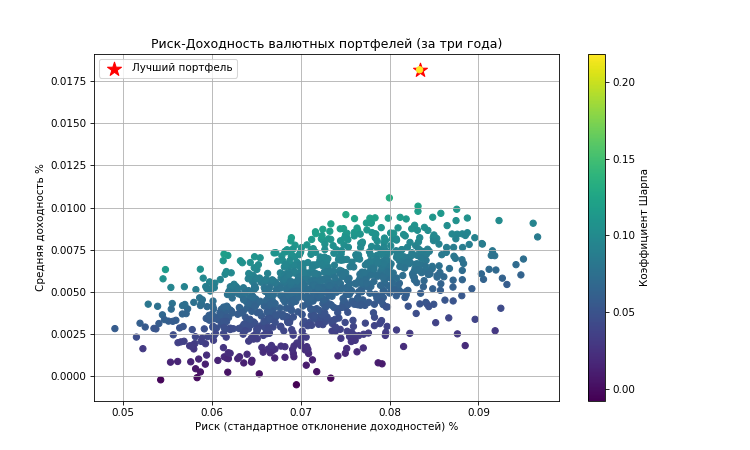 Риск-Доходность валютных портфелей (за три года)
Лучший портфель
0.0175
0.0150
0.0125
0.0100
0.0075
0.0050
0.0025
0.0000
Средняя доходность %
0.05 0.06 0.07 0.08 0.09
Риск (стандартное отклонение доходностей) %
0.20
0.15
0.10
0.05
0.00
Коэффициент Шарпа